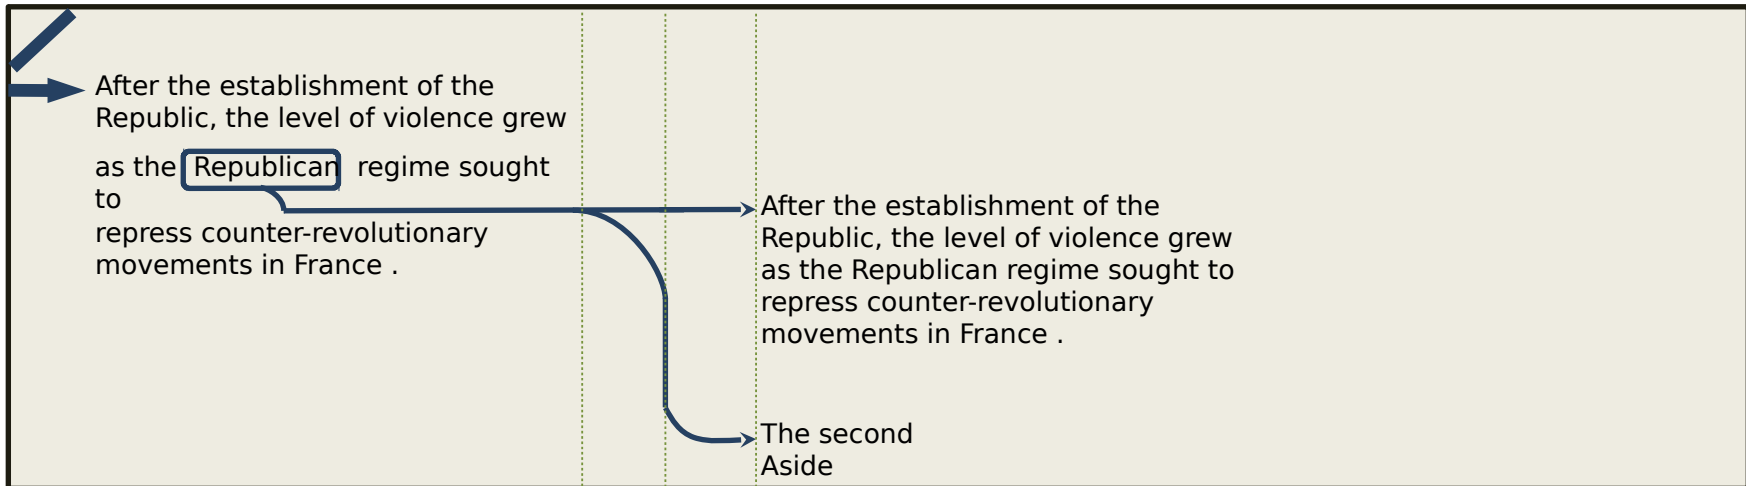 After the establishment of the
Republic, the level of violence grew
as the Republican regime sought
to
repress counter-revolutionary
movements in France .
After the establishment of the
Republic, the level of violence grew
as the Republican regime sought to
repress counter-revolutionary
movements in France .
The second
Aside